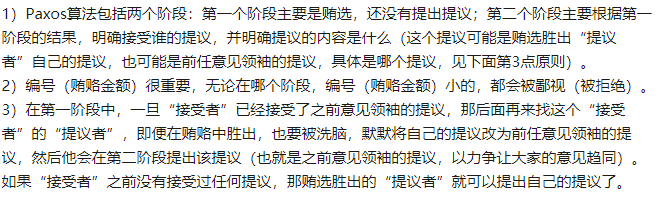 1）Paxos算法包括两个阶段：第一个阶段主要是贿选，还没有提出提议；第二个阶段主要根据第一
阶段的结果，明确接受谁的提议，并明确提议的内容是什么（这个提议可能是贿选胜出“提议
者”自己的提议，也可能是前任意见领袖的提议，具体是哪个提议，见下面第3点原则）。
2）编号（贿赂金额）很重要，无论在哪个阶段，编号（贿赂金额）小的，都会被鄙视（被拒绝）。
3）在第一阶段中，一旦“接受者”已经接受了之前意见领袖的提议，那后面再来找这个“接受
者”的“提议者”，即便在贿赂中胜出，也要被洗脑，默默将自己的提议改为前任意见领袖的提
议，然后他会在第二阶段提出该提议（也就是之前意见领袖的提议，以力争让大家的意见趋同）。
如果“接受者”之前没有接受过任何提议，那贿选胜出的“提议者”就可以提出自己的提议了。